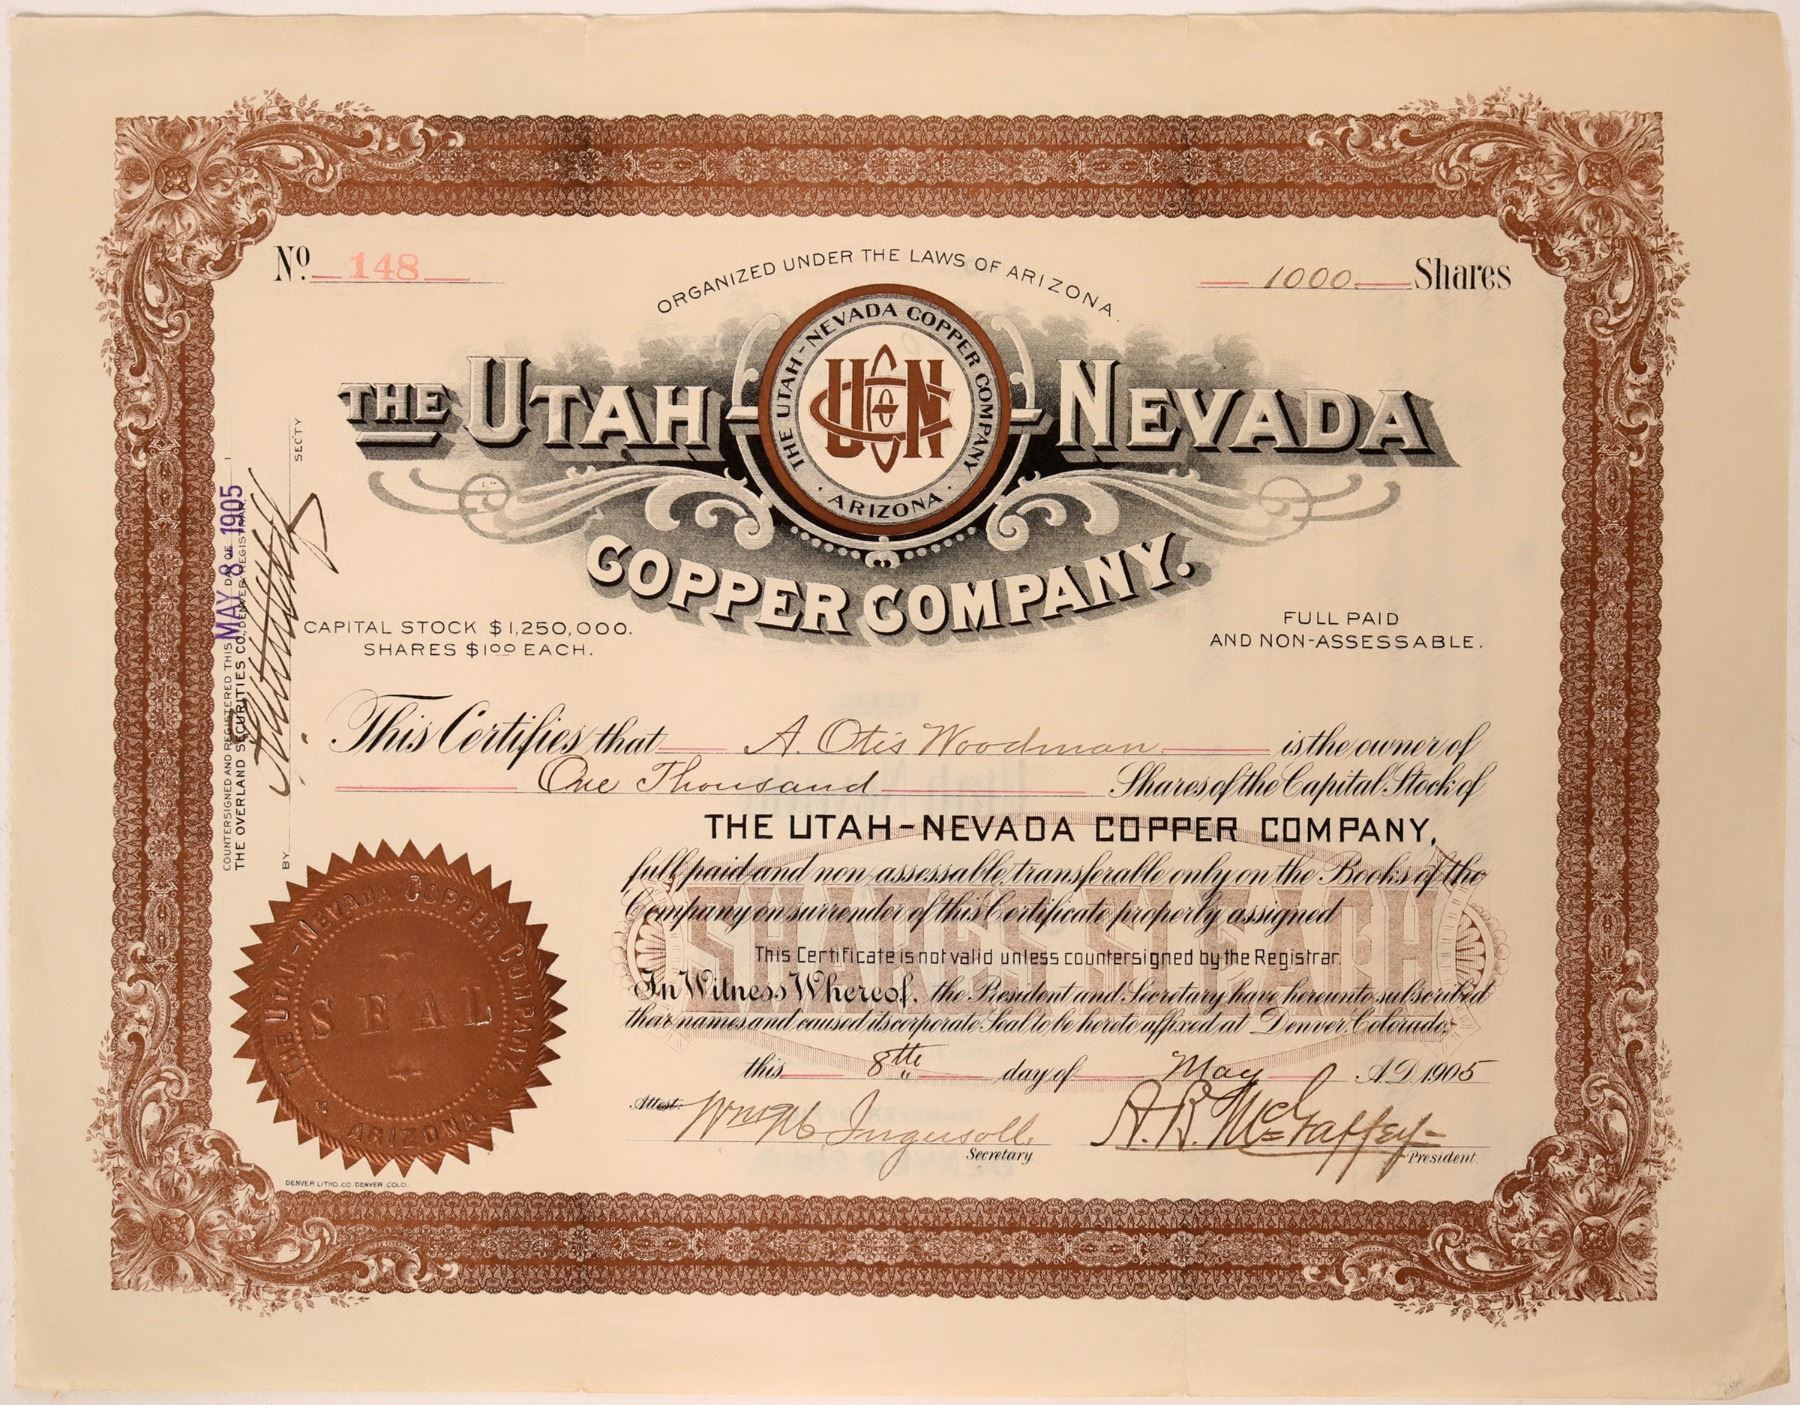 No. 148
1000 Shares
ORGANIZED UNDER THE LAWS OF ARIZONA.
THE UTAH-NEVADA COPPER COMPANY
ARIZONA
UCN
THE UTAH-NEVADA
COPPER COMPANY.
CAPITAL STOCK $1,250,000.
SHARES $1.00 EACH.
FULL PAID
AND NON-ASSESSABLE.
COUNTERSIGNED AND REGISTERED THIS DAY OF
MAY 8 1905
THE OVERLAND SECURITIES CO., DENVER, REGISTRAR.
BY
SECTY
This Certifies that A. Otis Woodman is the owner of
One Thousand Shares of the Capital Stock of
THE UTAH-NEVADA COPPER COMPANY,
full paid and non-assessable, transferable only on the Books of the
Company on surrender of this Certificate properly assigned
This Certificate is not valid unless countersigned by the Registrar.
In Witness Whereof, the President and Secretary have hereunto subscribed
their names and caused its corporate Seal to be hereto affixed at Denver, Colorado,
this 8th day of May A.D. 1905
SHARES $1 EACH
Attest: Wm M Ingersoll Secretary
A. R. McGaffey President.
THE UTAH-NEVADA COPPER COMPANY
SEAL
ARIZONA.
DENVER LITHO. CO. DENVER, COLO.